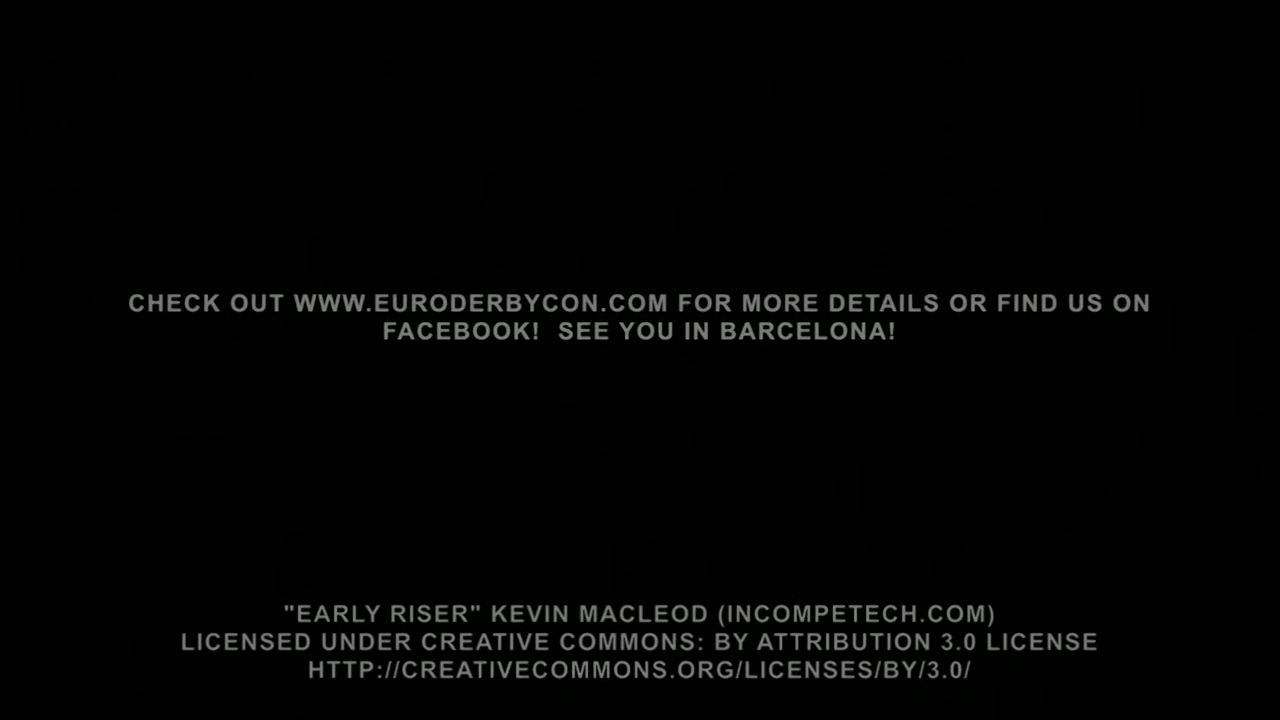 CHECK OUT WWW.EURODERBYCON.COM FOR MORE DETAILS OR FIND US ON
FACEBOOK!  SEE YOU IN BARCELONA!
"EARLY RISER" KEVIN MACLEOD (INCOMPETECH.COM)
LICENSED UNDER CREATIVE COMMONS: BY ATTRIBUTION 3.0 LICENSE
HTTP://CREATIVECOMMONS.ORG/LICENSES/BY/3.0/